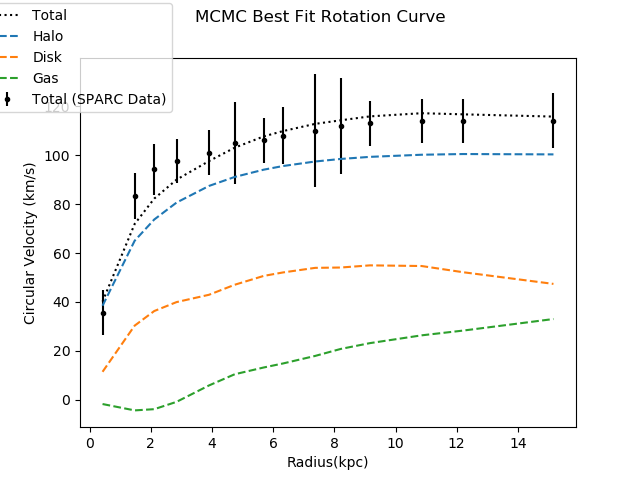 MCMC Best Fit Rotation Curve
Total
Halo
Disk
Gas
Total (SPARC Data)
120
100
80
60
40
20
0
Circular Velocity (km/s)
0 2 4 6 8 10 12 14
Radius(kpc)